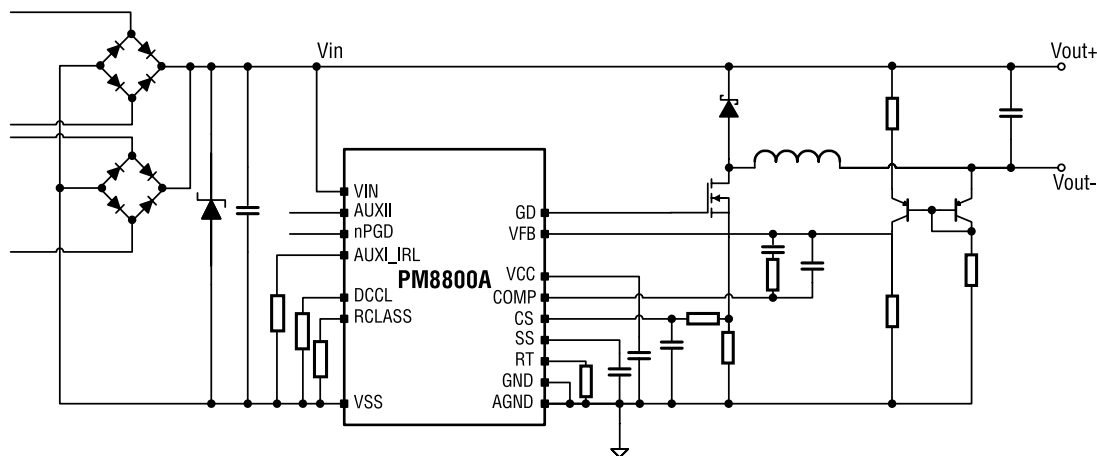 Vin
Vout+
Vout-
VIN
AUXII
nPGD
AUXI_IRL
DCCL
RCLASS
VSS
PM8800A
GD
VFB
VCC
COMP
CS
SS
RT
GND
AGND